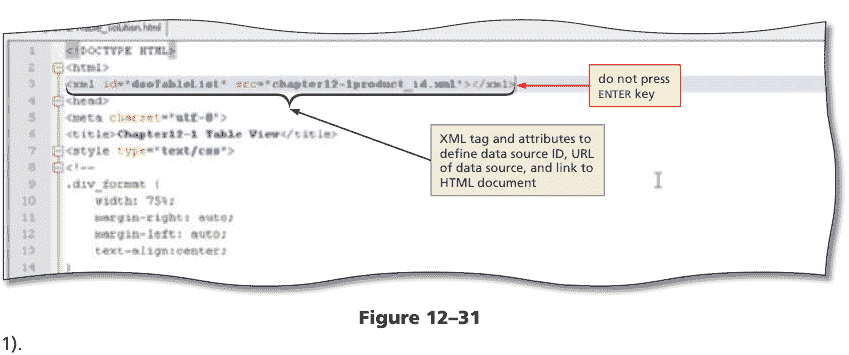 _solution.html
1 <!DOCTYPE HTML>
2 <html>
3 <xml id="dsoTableList" src="chapter12-1product_id.xml"></xml>
4 <head>
5 <meta charset="utf-8">
6 <title>Chapter12-1 Table View</title>
7 <style type="text/css">
8 <!--
9 .div_format {
10 width: 75%;
11 margin-right: auto;
12 margin-left: auto;
13 text-align:center;
14 }
do not press
ENTER key
XML tag and attributes to
define data source ID, URL
of data source, and link to
HTML document
Figure 12–31
1).